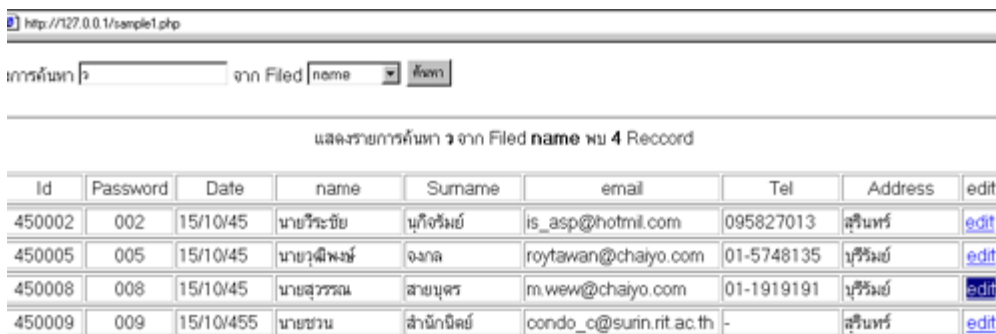 http://127.0.0.1/sample1.php
การค้นหา ว จาก Filed name ค้นหา
แสดงรายการค้นหา ว จาก Filed name พบ 4 Reccord
Id Password Date name Surname email Tel Address edit
450002 002 15/10/45 นายวีระชัย นุกิจรัมย์ is_asp@hotmil.com 095827013 สุรินทร์ edit
450005 005 15/10/45 นายวุฒิพงษ์ จงกล roytawan@chaiyo.com 01-5748135 บุรีรัมย์ edit
450008 008 15/10/45 นายสุวรรณ สายบุตร m.wew@chaiyo.com 01-1919191 บุรีรัมย์ edit
450009 009 15/10/455 นายชวน สำนักนิตย์ condo_c@surin.rit.ac.th - สุรินทร์ edit